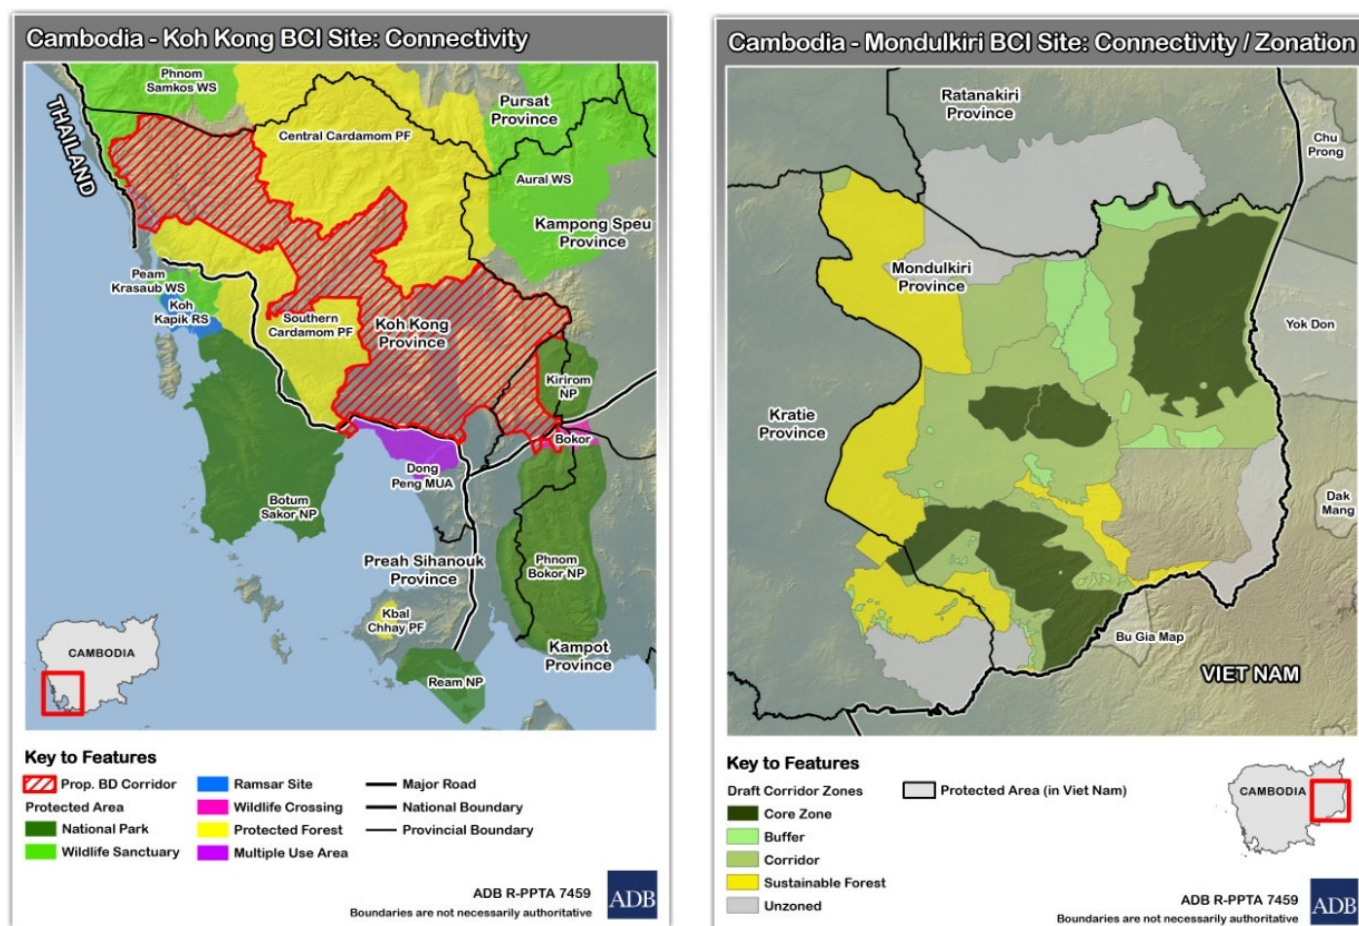 Cambodia - Koh Kong BCI Site: Connectivity
Phnom
Samkos WS
THAILAND
Central Cardamom PF
Pursat
Province
Aural WS
Kampong Speu
Province
Peam
Krasaub WS
Koh
Kapik RS
Southern
Cardamom PF
Koh Kong
Province
Kirirom
NP
Bokor
Dong
Peng MUA
Botum
Sakor NP
Preah Sihanouk
Province
Phnom
Bokor NP
Kbal
Chhay PF
Kampot
Province
Ream NP
CAMBODIA
Key to Features
Prop. BD Corridor
Protected Area
National Park
Wildlife Sanctuary
Ramsar Site
Wildlife Crossing
Protected Forest
Multiple Use Area
Major Road
National Boundary
Provincial Boundary
ADB R-PPTA 7459
Boundaries are not necessarily authoritative
ADB
Cambodia - Mondulkiri BCI Site: Connectivity / Zonation
Ratanakiri
Province
Chu
Prong
Mondulkiri
Province
Yok Don
Kratie
Province
Dak
Mang
Bu Gia Map
VIET NAM
Key to Features
Draft Corridor Zones
Core Zone
Buffer
Corridor
Sustainable Forest
Unzoned
Protected Area (in Viet Nam)
CAMBODIA
ADB R-PPTA 7459
Boundaries are not necessarily authoritative
ADB